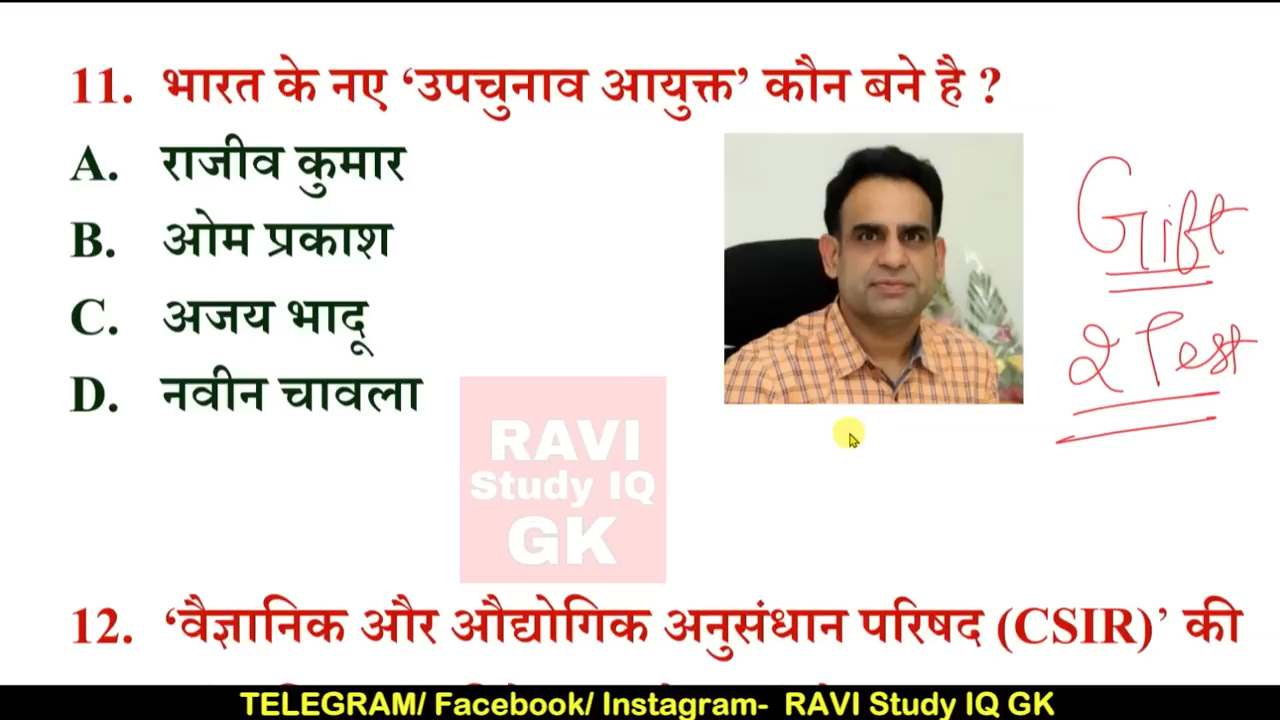 11. भारत के नए ‘उपचुनाव आयुक्त’ कौन बने है ?
A. राजीव कुमार
B. ओम प्रकाश
C. अजय भादू
D. नवीन चावला
Gift
2 Test
RAVI
Study IQ
GK
12. ‘वैज्ञानिक और औद्योगिक अनुसंधान परिषद (CSIR)’ की
TELEGRAM/ Facebook/ Instagram- RAVI Study IQ GK